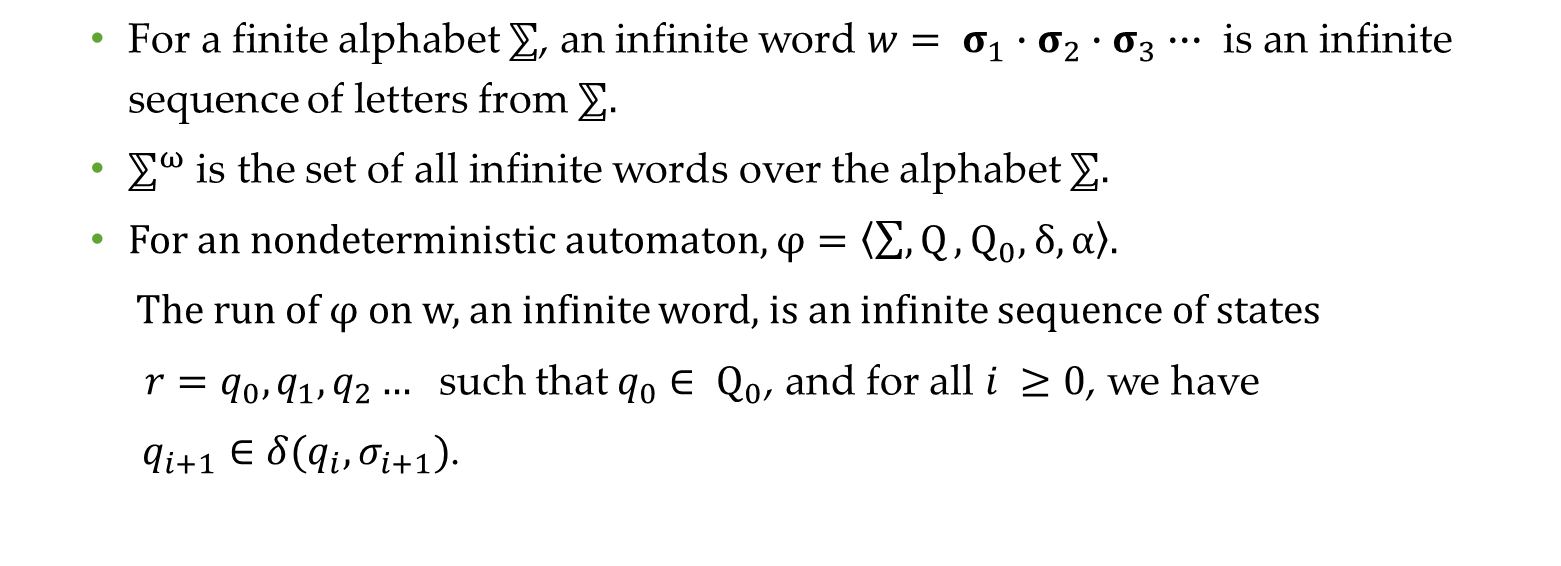 • For a finite alphabet ⅀, an infinite word w = 𝛔₁ · 𝛔₂ · 𝛔₃ ⋯ is an infinite
sequence of letters from ⅀.
• ⅀^ω is the set of all infinite words over the alphabet ⅀.
• For an nondeterministic automaton, φ = ⟨∑, Q , Q₀, δ, α⟩.
The run of φ on w, an infinite word, is an infinite sequence of states
r = q₀, q₁, q₂ … such that q₀ ∈ Q₀, and for all i ≥ 0, we have
qᵢ₊₁ ∈ δ(qᵢ, σᵢ₊₁).